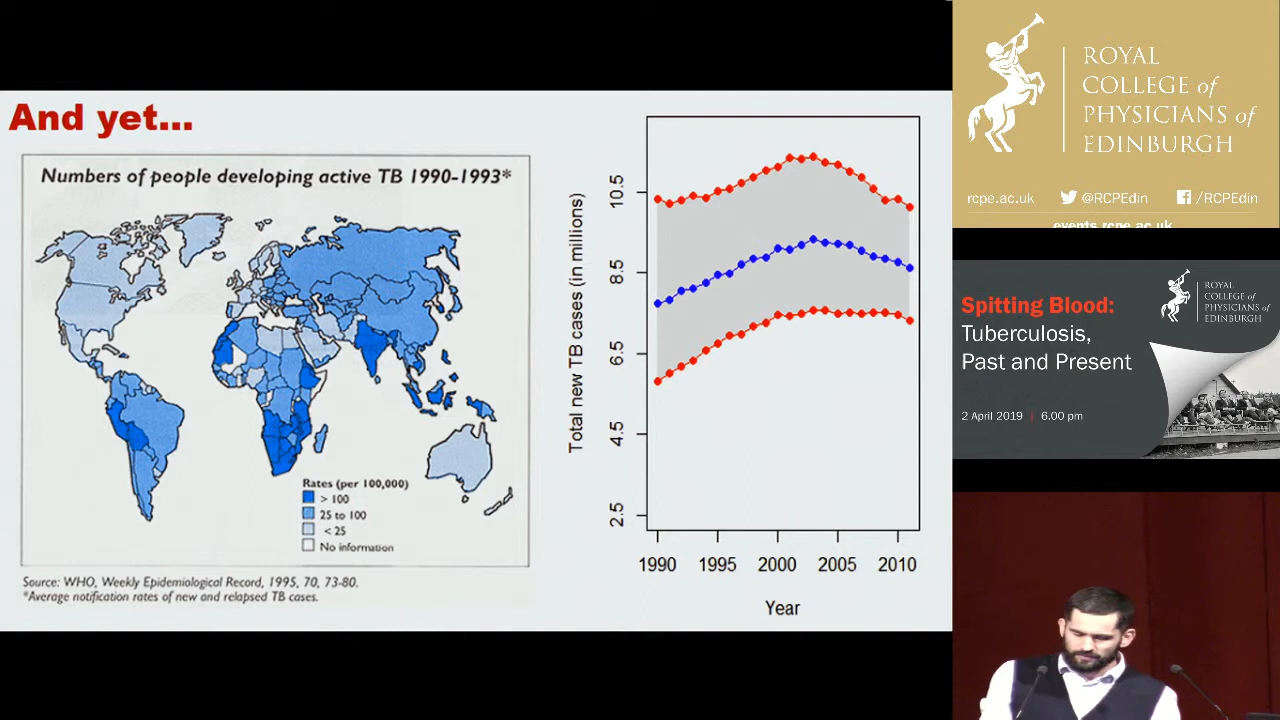 And yet...
Numbers of people developing active TB 1990-1993*
Rates (per 100,000)
> 100
25 to 100
< 25
No information
Source: WHO, Weekly Epidemiological Record, 1995, 70, 73-80.
*Average notification rates of new and relapsed TB cases.
Total new TB cases (in millions)
10.5
8.5
6.5
4.5
2.5
1990
1995
2000
2005
2010
Year
ROYAL
COLLEGE of
PHYSICIANS of
EDINBURGH
rcpe.ac.uk
@RCPEdin
/RCPEdin
events.rcpe.ac.uk
Spitting Blood:
Tuberculosis,
Past and Present
2 April 2019 | 6.00 pm
ROYAL
COLLEGE of
PHYSICIANS of
EDINBURGH